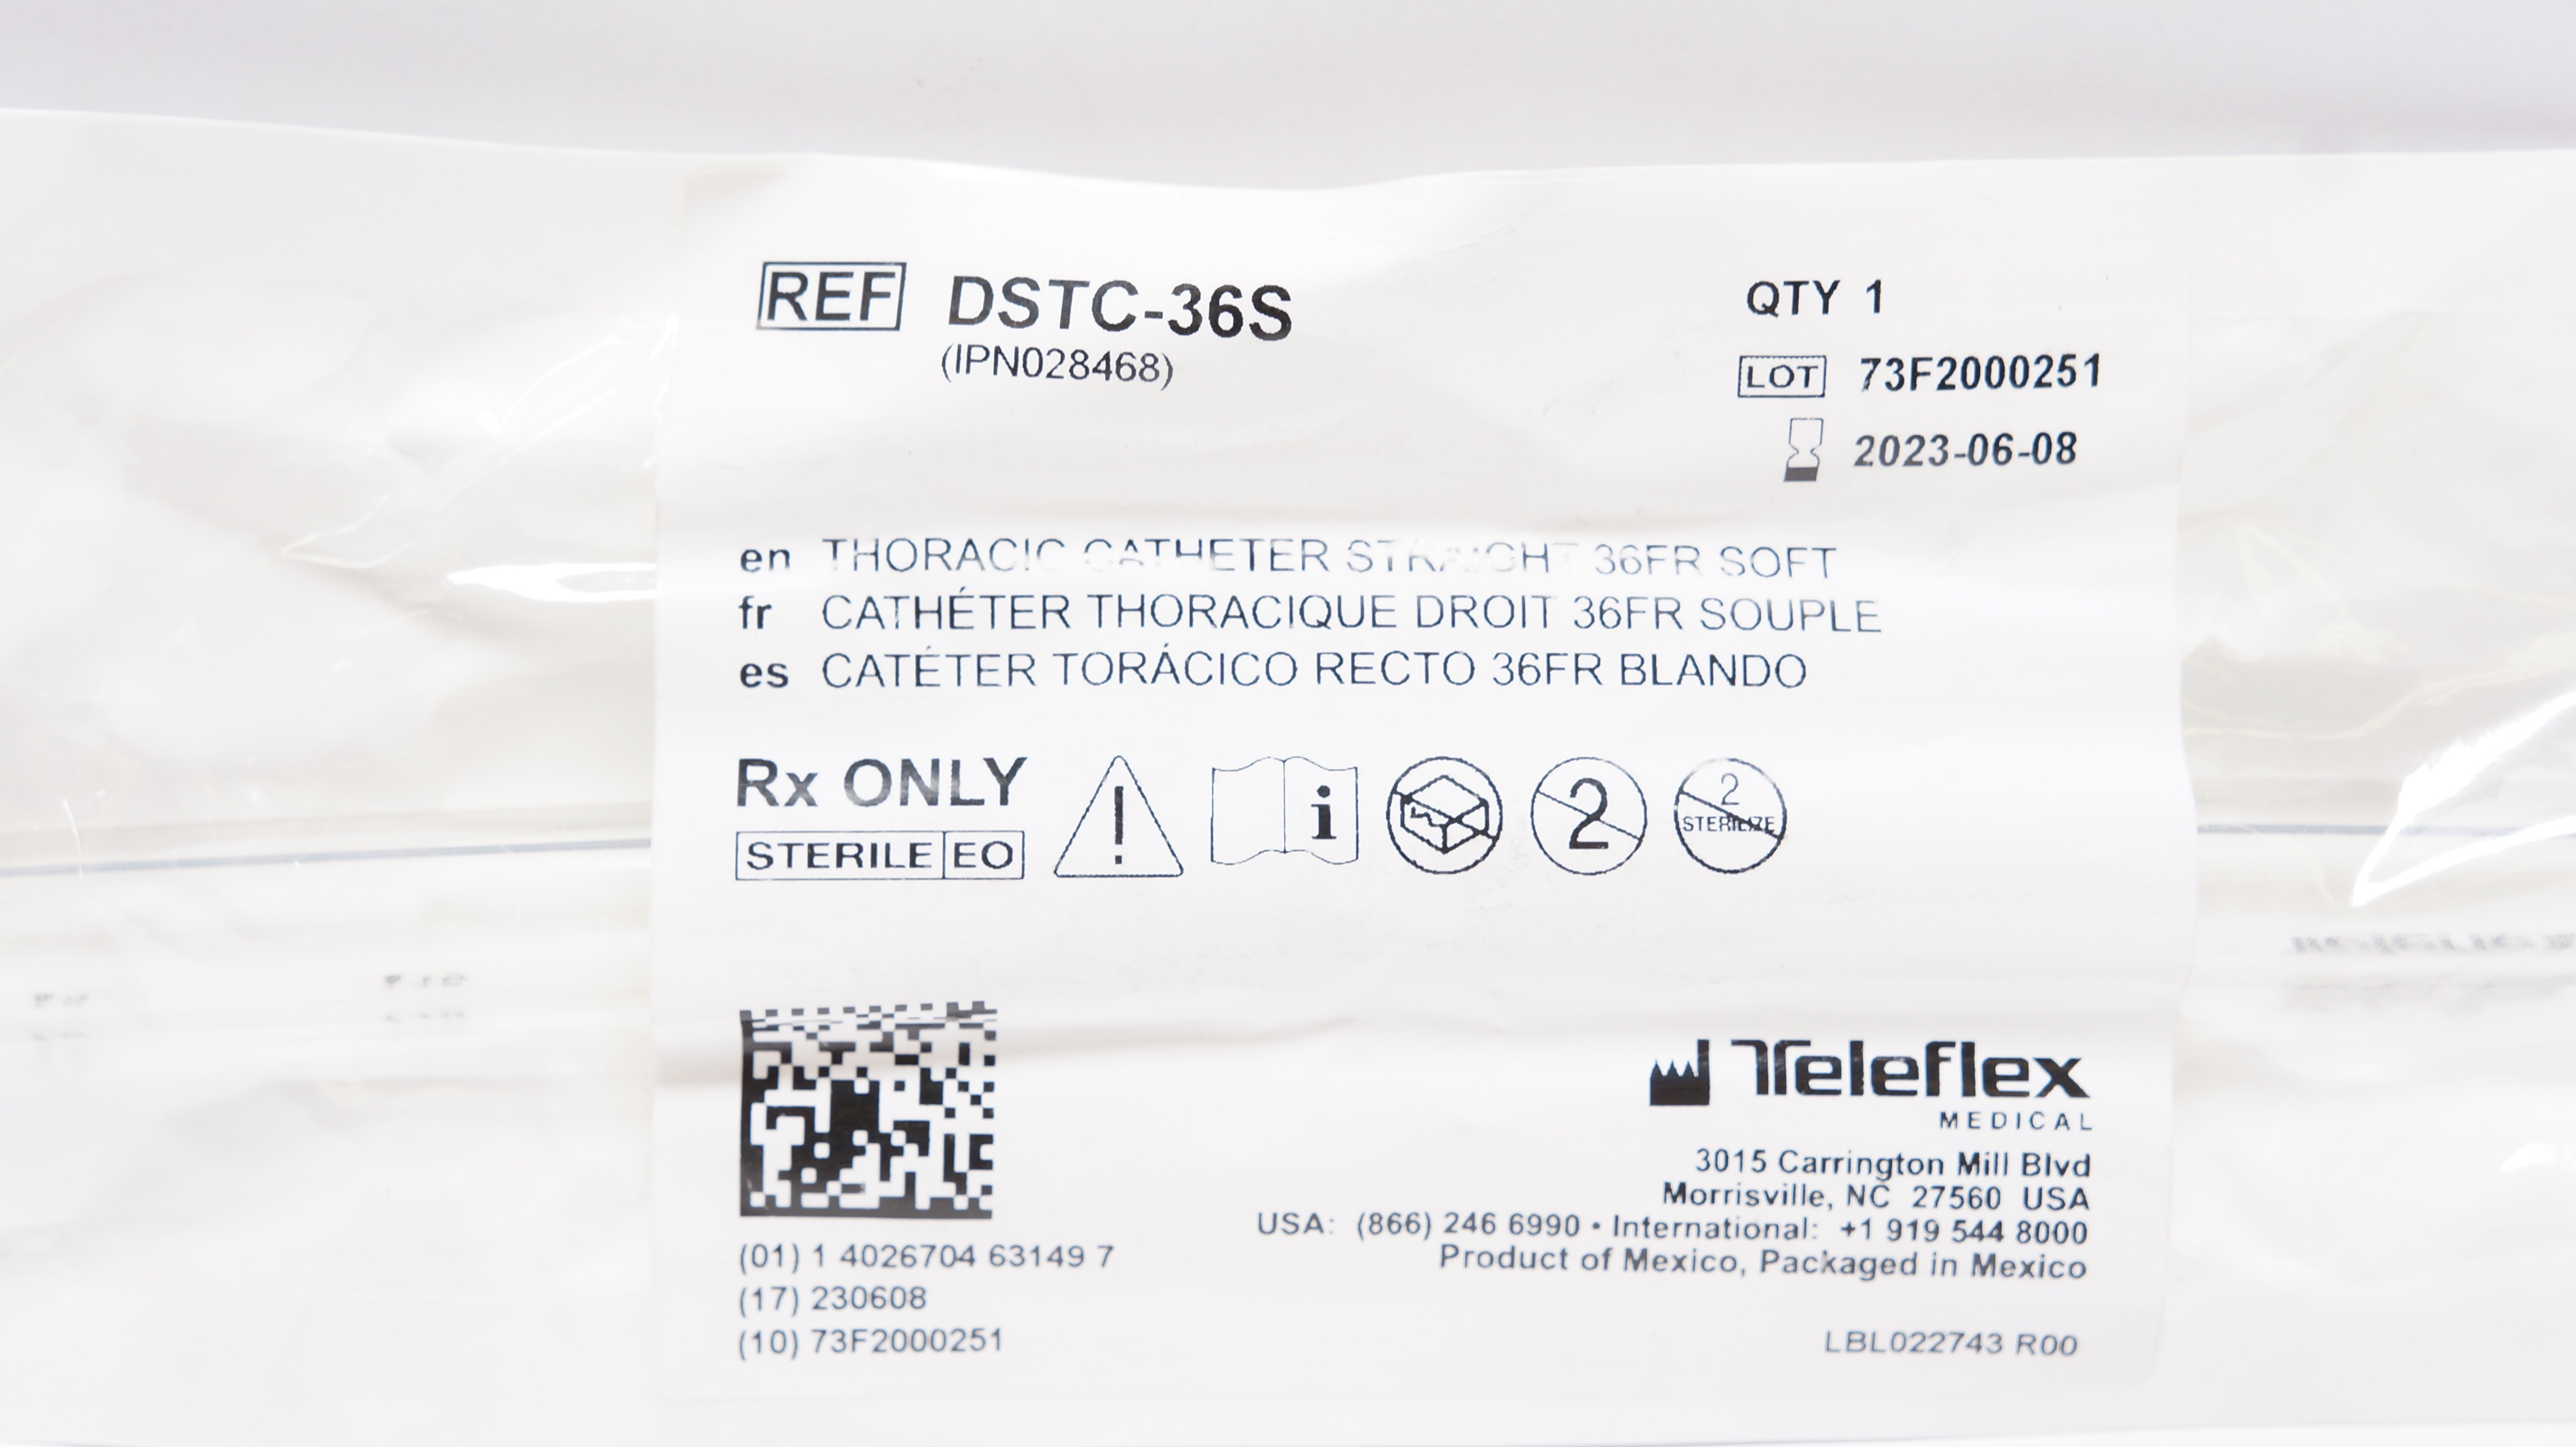 REF DSTC-36S
(IPN028468)
QTY 1
LOT 73F2000251
2023-06-08
en THORACIC CATHETER STRAIGHT 36FR SOFT
fr CATHÉTER THORACIQUE DROIT 36FR SOUPLE
es CATÉTER TORÁCICO RECTO 36FR BLANDO
Rx ONLY
STERILE EO
!
i
2
2
STERILIZE
(01) 1 4026704 63149 7
(17) 230608
(10) 73F2000251
Teleflex
MEDICAL
3015 Carrington Mill Blvd
Morrisville, NC 27560 USA
USA: (866) 246 6990 • International: +1 919 544 8000
Product of Mexico, Packaged in Mexico
LBL022743 R00